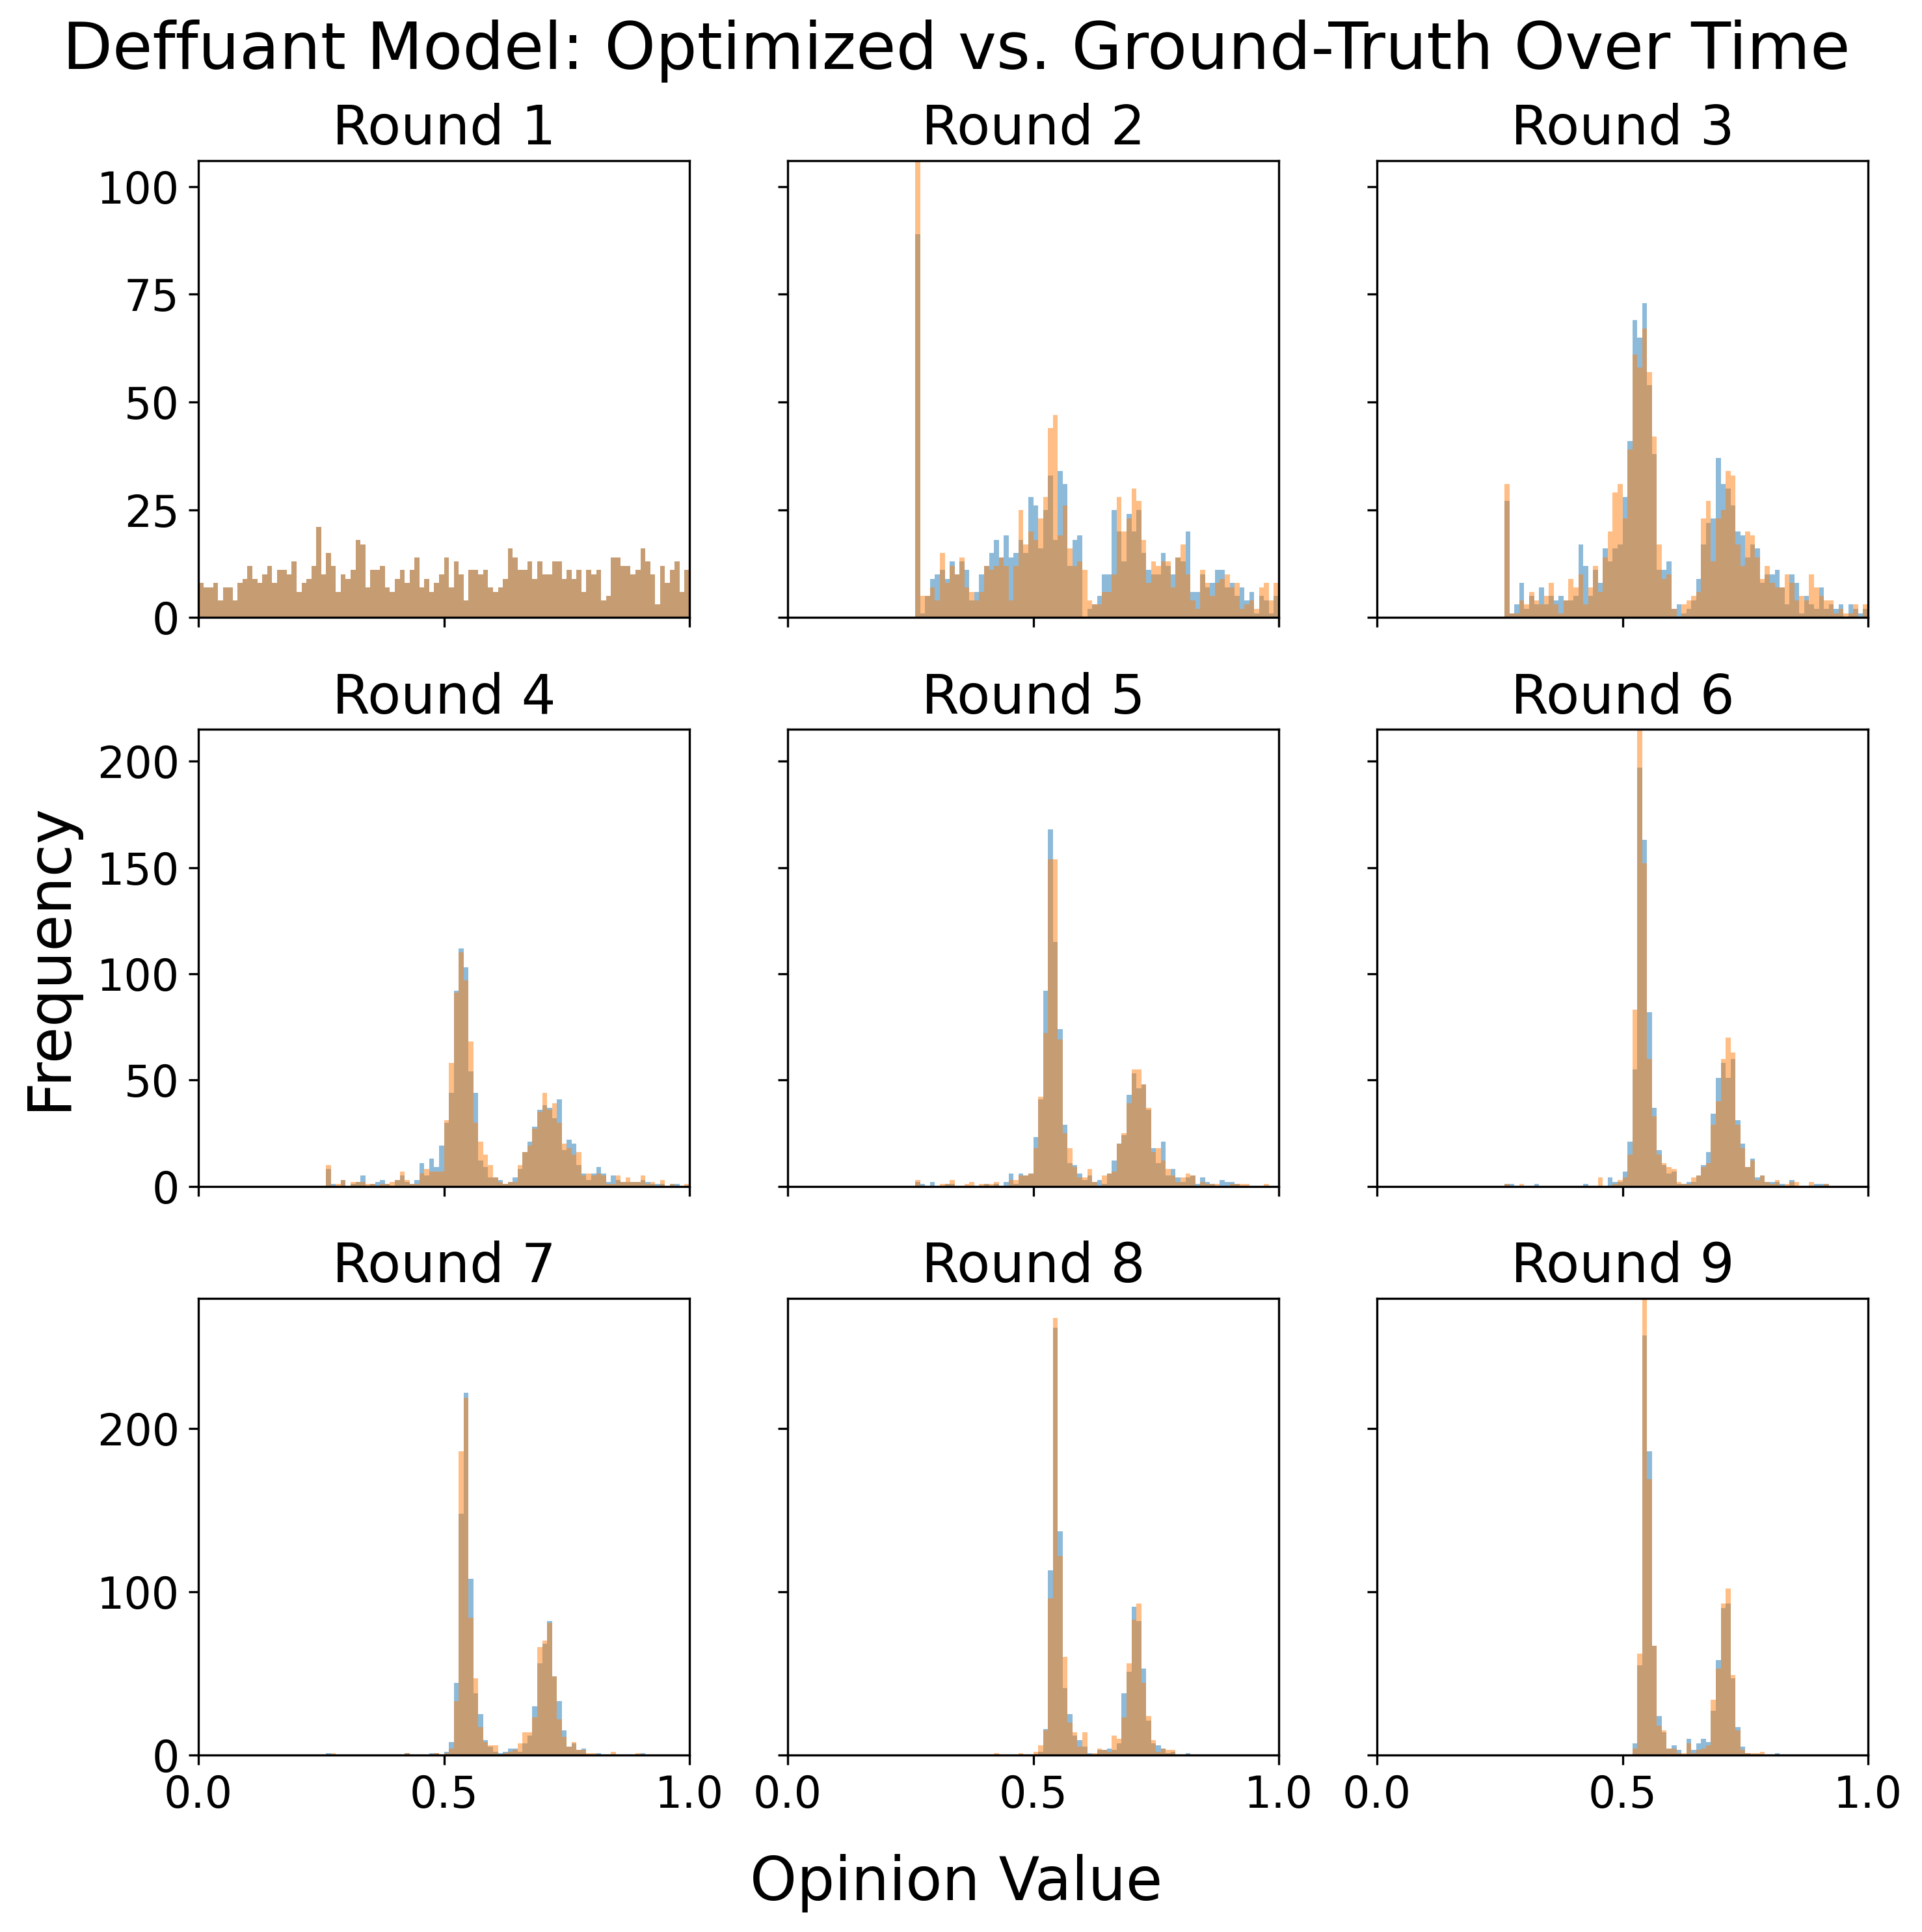 Deffuant Model: Optimized vs. Ground-Truth Over Time
Round 1
Round 2
Round 3
100
75
50
25
0
Round 4
Round 5
Round 6
200
150
100
50
0
Frequency
Round 7
Round 8
Round 9
200
100
0
0.0 0.5 1.0
0.0 0.5 1.0
0.0 0.5 1.0
Opinion Value